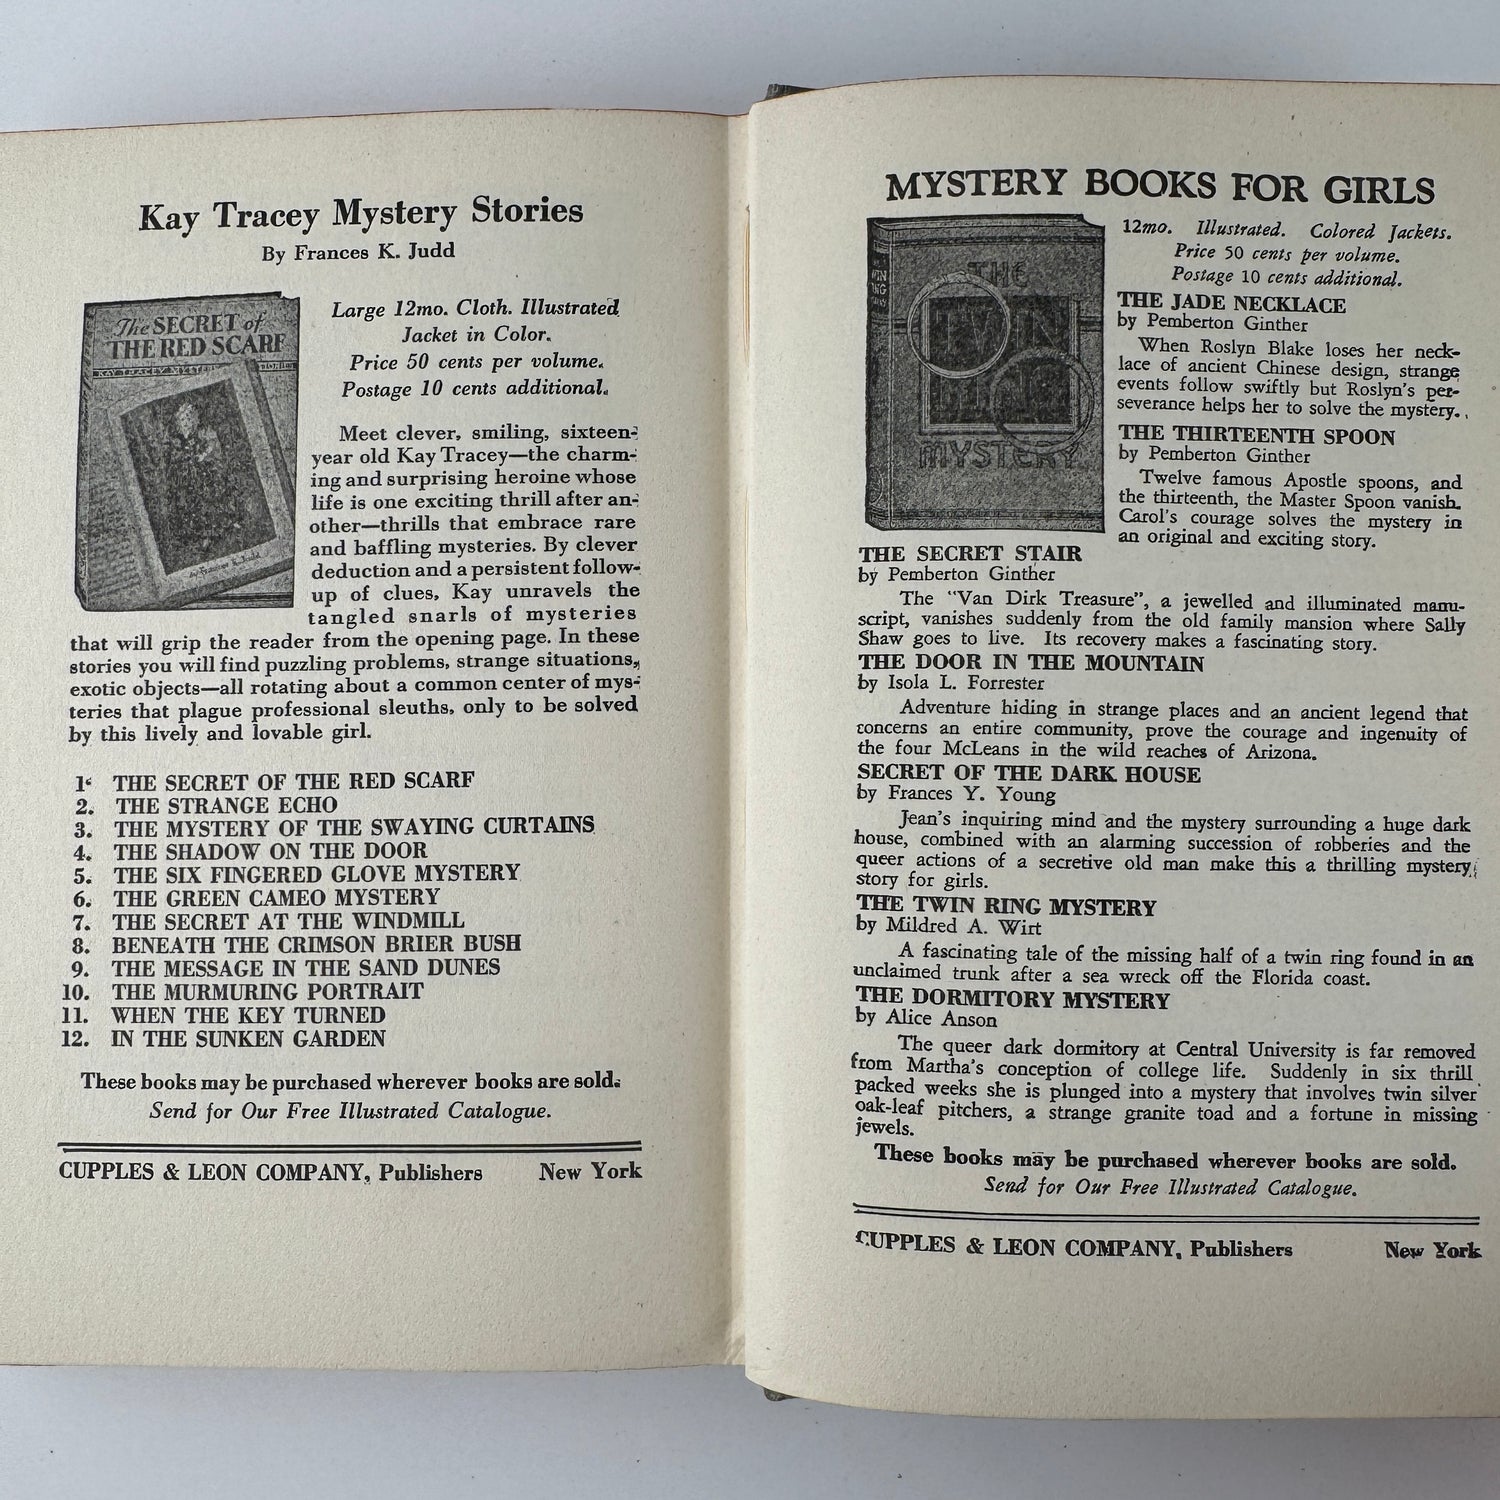 Kay Tracey Mystery Stories
By Frances K. Judd
The SECRET of
THE RED SCARF
KAY TRACEY MYSTERY STORIES
by Frances K. Judd
Large 12mo. Cloth. Illustrated.
Jacket in Color.
Price 50 cents per volume.
Postage 10 cents additional.
Meet clever, smiling, sixteen-
year old Kay Tracey—the charm-
ing and surprising heroine whose
life is one exciting thrill after an-
other—thrills that embrace rare
and baffling mysteries. By clever
deduction and a persistent follow-
up of clues, Kay unravels the
tangled snarls of mysteries
that will grip the reader from the opening page. In these
stories you will find puzzling problems, strange situations,
exotic objects—all rotating about a common center of mys-
teries that plague professional sleuths, only to be solved
by this lively and lovable girl.
1. THE SECRET OF THE RED SCARF
2. THE STRANGE ECHO
3. THE MYSTERY OF THE SWAYING CURTAINS
4. THE SHADOW ON THE DOOR
5. THE SIX FINGERED GLOVE MYSTERY
6. THE GREEN CAMEO MYSTERY
7. THE SECRET AT THE WINDMILL
8. BENEATH THE CRIMSON BRIER BUSH
9. THE MESSAGE IN THE SAND DUNES
10. THE MURMURING PORTRAIT
11. WHEN THE KEY TURNED
12. IN THE SUNKEN GARDEN
These books may be purchased wherever books are sold.
Send for Our Free Illustrated Catalogue.
CUPPLES & LEON COMPANY, Publishers New York
MYSTERY BOOKS FOR GIRLS
THE
TWIN
RING
MYSTERY
12mo. Illustrated. Colored Jackets.
Price 50 cents per volume.
Postage 10 cents additional.
THE JADE NECKLACE
by Pemberton Ginther
When Roslyn Blake loses her neck-
lace of ancient Chinese design, strange
events follow swiftly but Roslyn's per-
severance helps her to solve the mystery.
THE THIRTEENTH SPOON
by Pemberton Ginther
Twelve famous Apostle spoons, and
the thirteenth, the Master Spoon vanish.
Carol's courage solves the mystery in
an original and exciting story.
THE SECRET STAIR
by Pemberton Ginther
The "Van Dirk Treasure", a jewelled and illuminated manu-
script, vanishes suddenly from the old family mansion where Sally
Shaw goes to live. Its recovery makes a fascinating story.
THE DOOR IN THE MOUNTAIN
by Isola L. Forrester
Adventure hiding in strange places and an ancient legend that
concerns an entire community, prove the courage and ingenuity of
the four McLeans in the wild reaches of Arizona.
SECRET OF THE DARK HOUSE
by Frances Y. Young
Jean's inquiring mind and the mystery surrounding a huge dark
house, combined with an alarming succession of robberies and the
queer actions of a secretive old man make this a thrilling mystery
story for girls.
THE TWIN RING MYSTERY
by Mildred A. Wirt
A fascinating tale of the missing half of a twin ring found in an
unclaimed trunk after a sea wreck off the Florida coast.
THE DORMITORY MYSTERY
by Alice Anson
The queer dark dormitory at Central University is far removed
from Martha's conception of college life. Suddenly in six thrill
packed weeks she is plunged into a mystery that involves twin silver
oak-leaf pitchers, a strange granite toad and a fortune in missing
jewels.
These books may be purchased wherever books are sold.
Send for Our Free Illustrated Catalogue.
CUPPLES & LEON COMPANY, Publishers New York